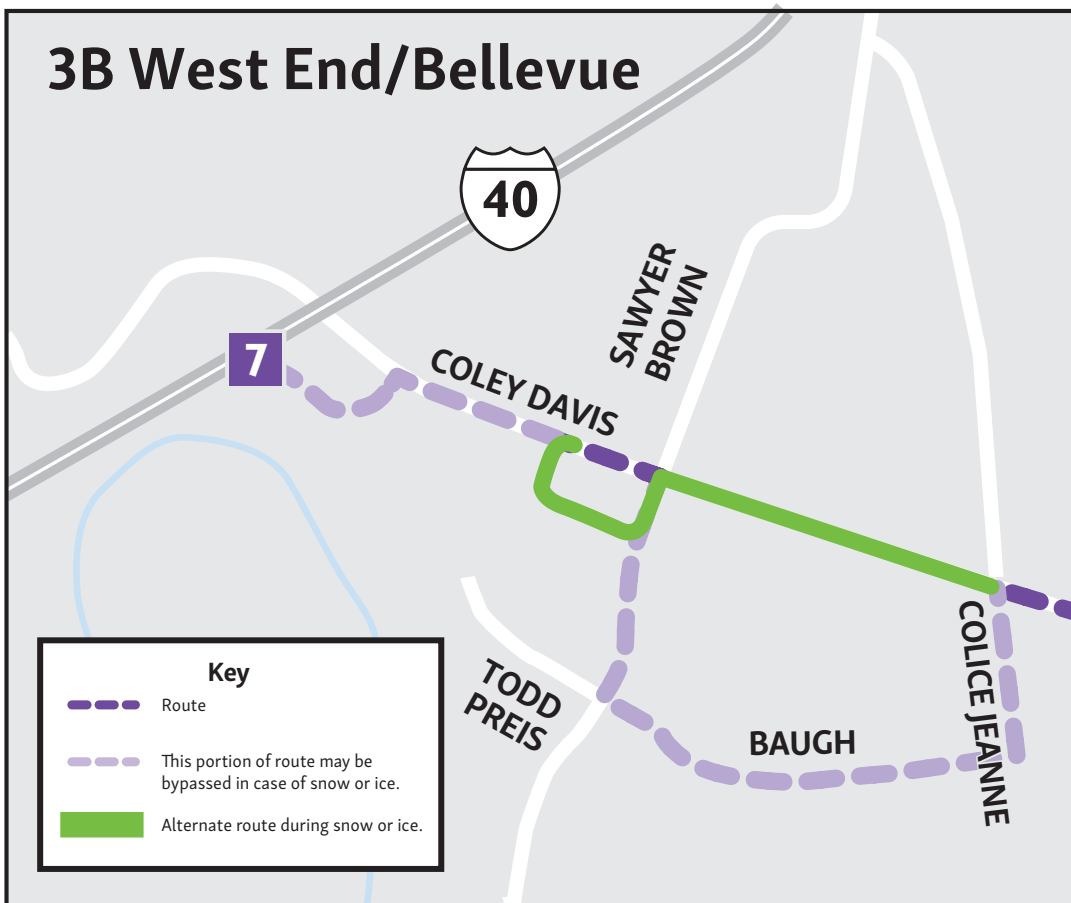 3B West End/Bellevue
40
SAWYER
BROWN
7
COLEY DAVIS
COLICE JEANNE
TODD
PREIS
BAUGH
Key
Route
This portion of route may be
bypassed in case of snow or ice.
Alternate route during snow or ice.